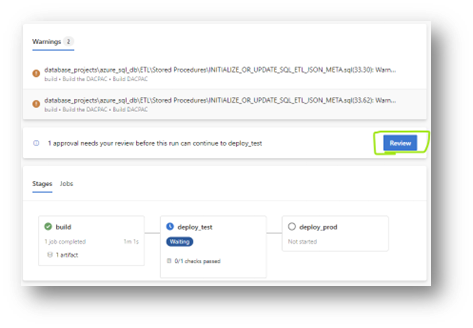 Warnings 2
database_projects\azure_sql_db\ETL\Stored Procedures\INITIALIZE_OR_UPDATE_SQL_ETL_JSON_META.sql(33.30): Warn...
build • Build the DACPAC • Build DACPAC
database_projects\azure_sql_db\ETL\Stored Procedures\INITIALIZE_OR_UPDATE_SQL_ETL_JSON_META.sql(33.62): Warn...
build • Build the DACPAC • Build DACPAC
1 approval needs your review before this run can continue to deploy_test
Review
Stages Jobs
build
1 job completed 1m 1s
1 artifact
deploy_test
Waiting
0/1 checks passed
deploy_prod
Not started